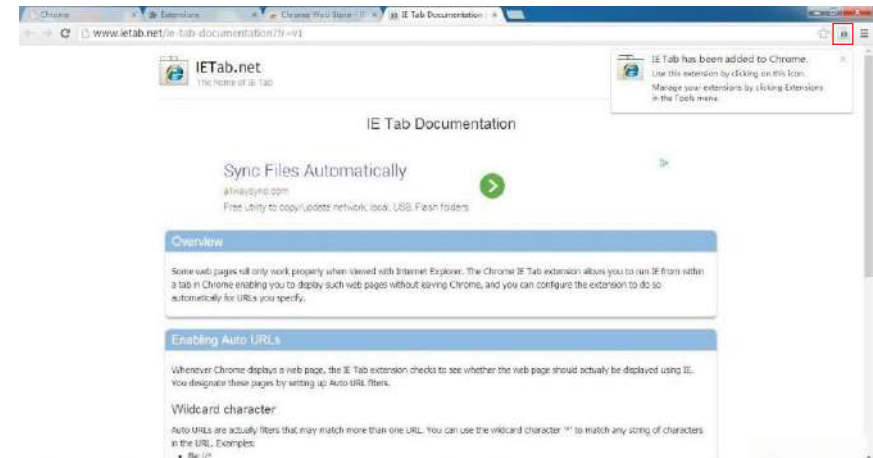 Chrome
Extensions
Chrome Web Store - IE
IE Tab Documentation
www.ietab.net/ie-tab-documentation/?fr=v1
IETab.net
The home of IE Tab
IE Tab has been added to Chrome.
Use this extension by clicking on this icon.
Manage your extensions by clicking Extensions
in the Tools menu.
IE Tab Documentation
Sync Files Automatically
allwaysync.com
Free utility to copy/update network, local, USB, Flash folders
Overview
Some web pages will only work properly when viewed with Internet Explorer. The Chrome IE Tab extension allows you to run IE from within
a tab in Chrome enabling you to display such web pages without leaving Chrome, and you can configure the extension to do so
automatically for URLs you specify.
Enabling Auto URLs
Whenever Chrome displays a web page, the IE Tab extension checks to see whether the web page should actually be displayed using IE.
You designate these pages by setting up Auto URL filters.
Wildcard character
Auto URLs are actually filters that may match more than one URL. You can use the wildcard character '*' to match any string of characters
in the URL. Examples: